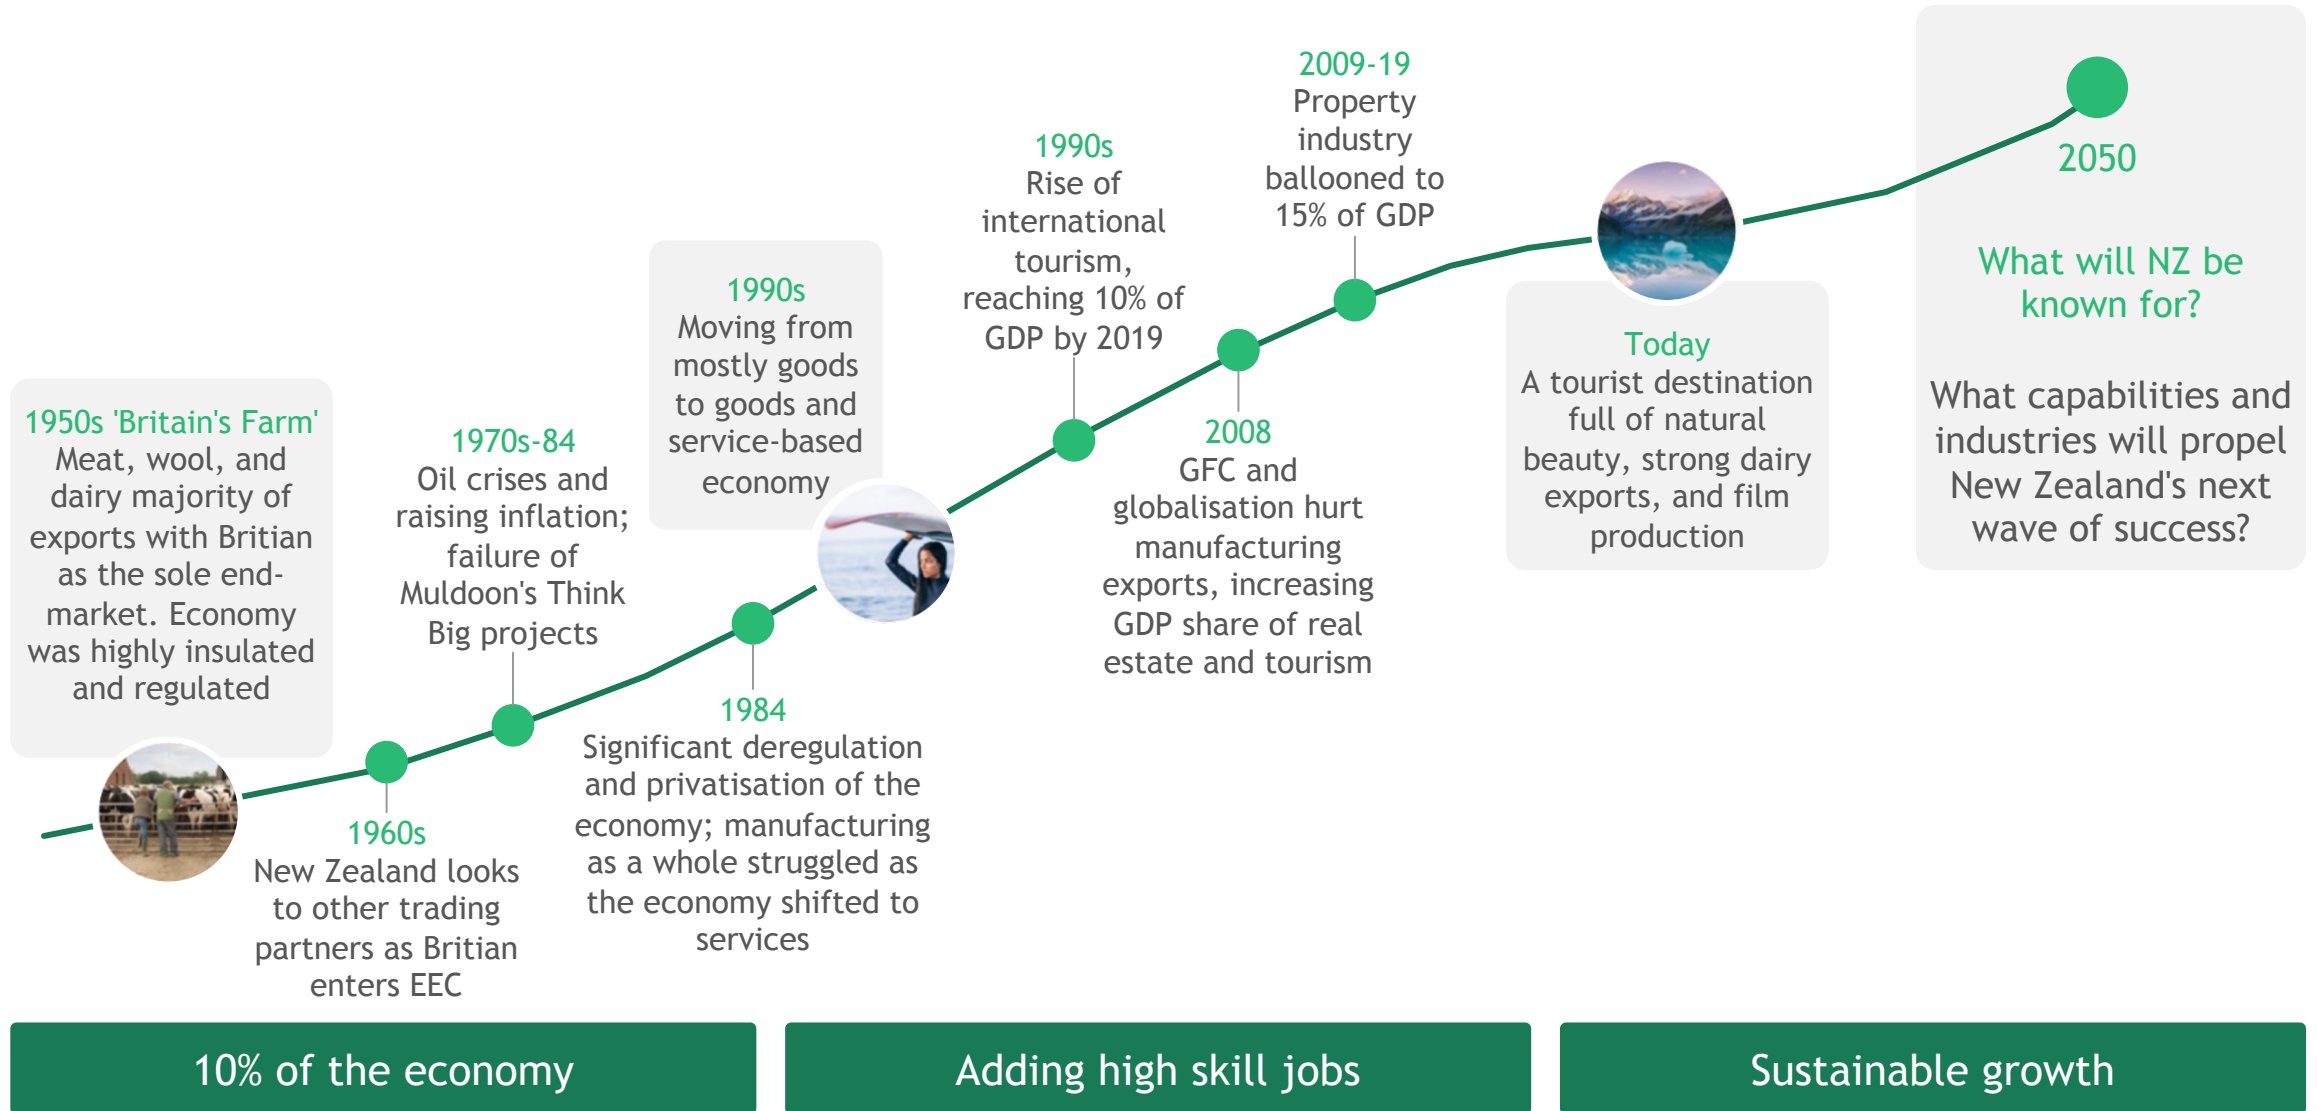 1950s 'Britain's Farm'
Meat, wool, and
dairy majority of
exports with Britian
as the sole end-
market. Economy
was highly insulated
and regulated
1960s
New Zealand looks
to other trading
partners as Britian
enters EEC
1970s-84
Oil crises and
raising inflation;
failure of
Muldoon's Think
Big projects
1984
Significant deregulation
and privatisation of the
economy; manufacturing
as a whole struggled as
the economy shifted to
services
1990s
Moving from
mostly goods
to goods and
service-based
economy
1990s
Rise of
international
tourism,
reaching 10% of
GDP by 2019
2008
GFC and
globalisation hurt
manufacturing
exports, increasing
GDP share of real
estate and tourism
2009-19
Property
industry
ballooned to
15% of GDP
Today
A tourist destination
full of natural
beauty, strong dairy
exports, and film
production
2050
What will NZ be
known for?
What capabilities and
industries will propel
New Zealand's next
wave of success?
10% of the economy
Adding high skill jobs
Sustainable growth